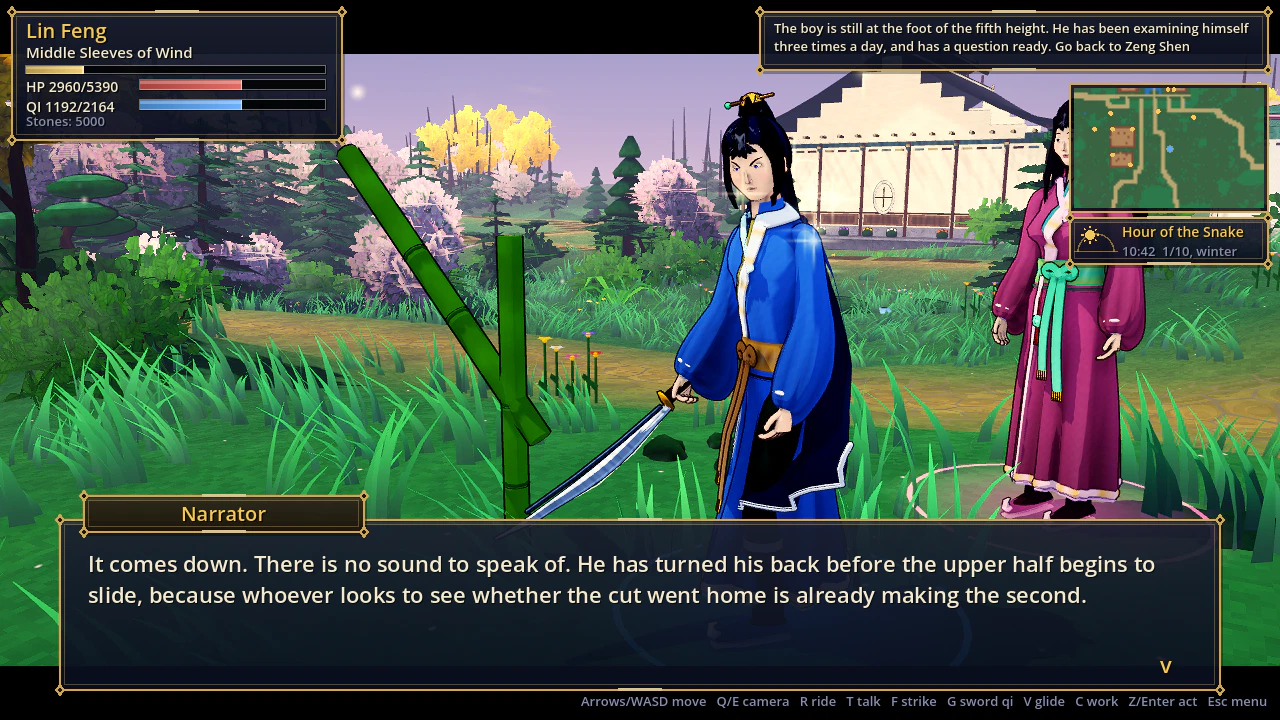 Lin Feng
Middle Sleeves of Wind
HP 2960/5390
QI 1192/2164
Stones: 5000
The boy is still at the foot of the fifth height. He has been examining himself
three times a day, and has a question ready. Go back to Zeng Shen
Hour of the Snake
10:42 1/10, winter
Narrator
It comes down. There is no sound to speak of. He has turned his back before the upper half begins to
slide, because whoever looks to see whether the cut went home is already making the second.
V
Arrows/WASD move Q/E camera R ride T talk F strike G sword qi V glide C work Z/Enter act Esc menu